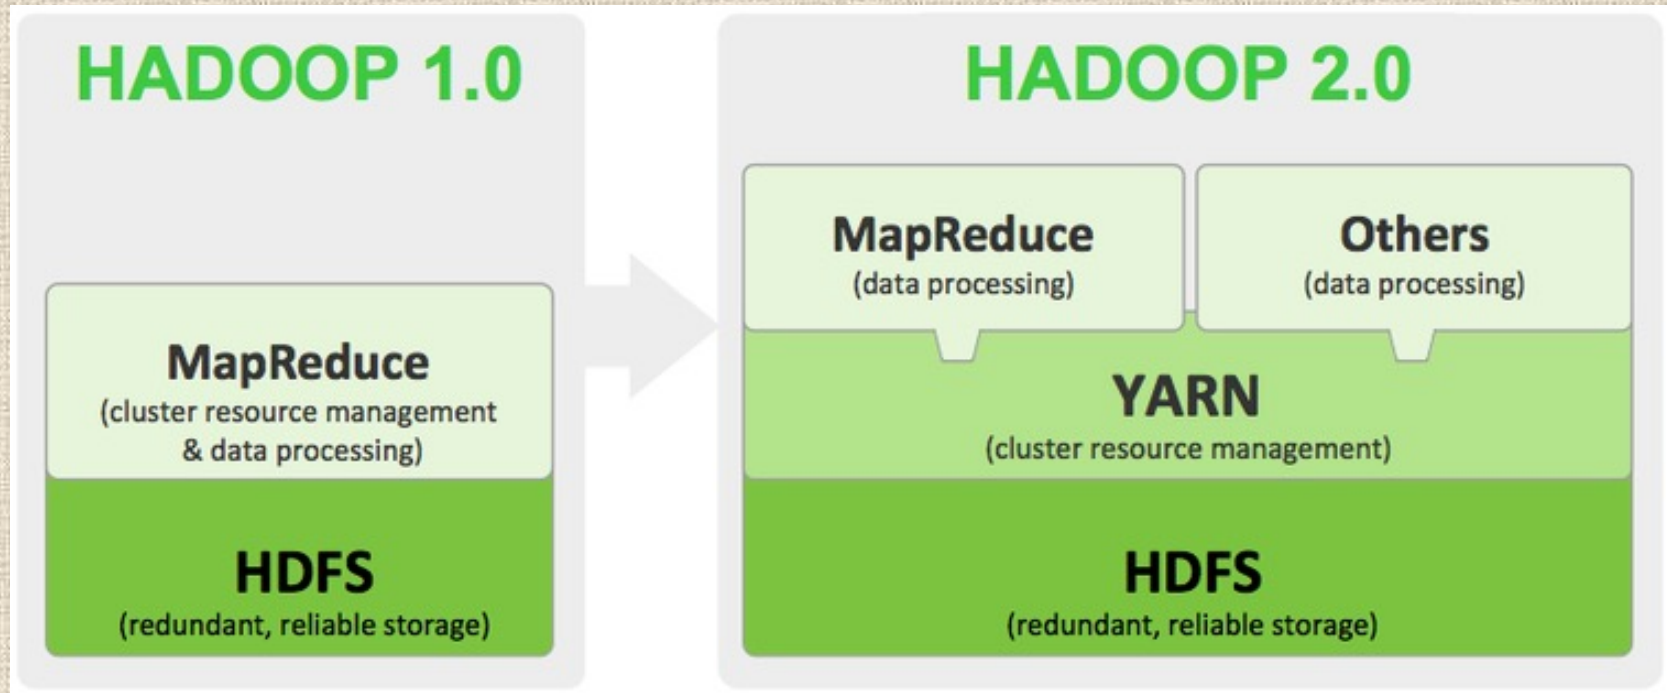 HADOOP 1.0
MapReduce
(cluster resource management
& data processing)
HDFS
(redundant, reliable storage)
HADOOP 2.0
MapReduce
(data processing)
Others
(data processing)
YARN
(cluster resource management)
HDFS
(redundant, reliable storage)